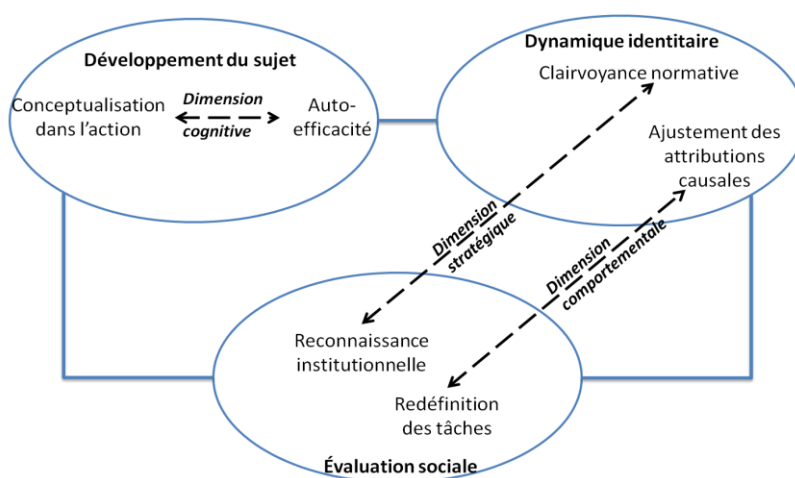 Développement du sujet
Conceptualisation
dans l'action
Dimension
cognitive
Auto-
efficacité
Dynamique identitaire
Clairvoyance normative
Ajustement des
attributions
causales
Dimension
stratégique
Dimension
comportementale
Reconnaissance
institutionnelle
Redéfinition
des tâches
Évaluation sociale